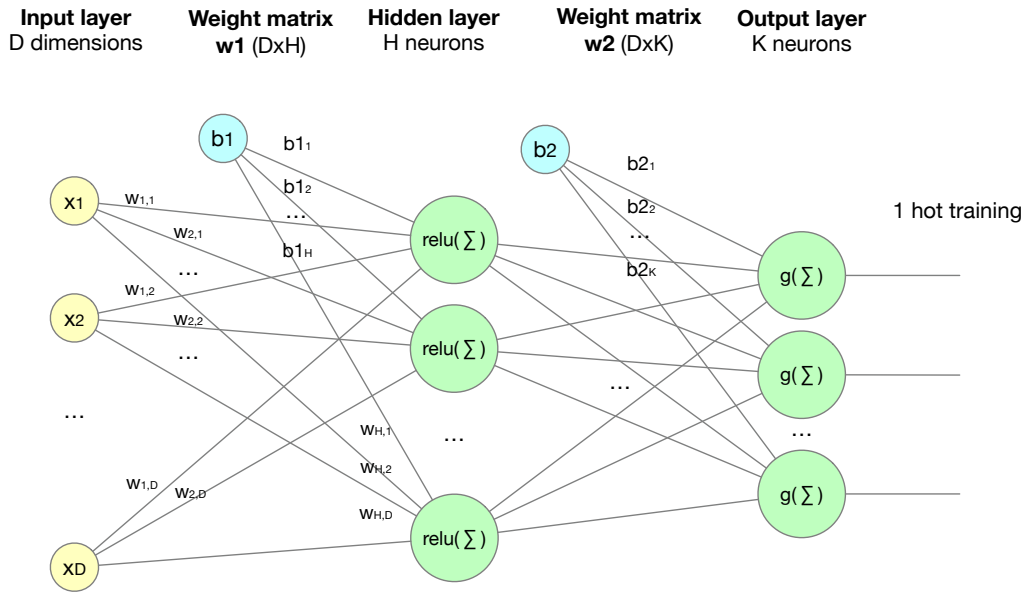 Input layer
D dimensions
Weight matrix
w1 (DxH)
Hidden layer
H neurons
Weight matrix
w2 (DxK)
Output layer
K neurons
b1
b1₁
b1₂
...
b1H
b2
b2₁
b2₂
...
b2K
1 hot training
x1
w1,1
w2,1
...
x2
w1,2
w2,2
...
...
xD
w1,D
w2,D
wH,1
wH,2
wH,D
relu(∑)
relu(∑)
...
relu(∑)
...
g(∑)
g(∑)
...
g(∑)